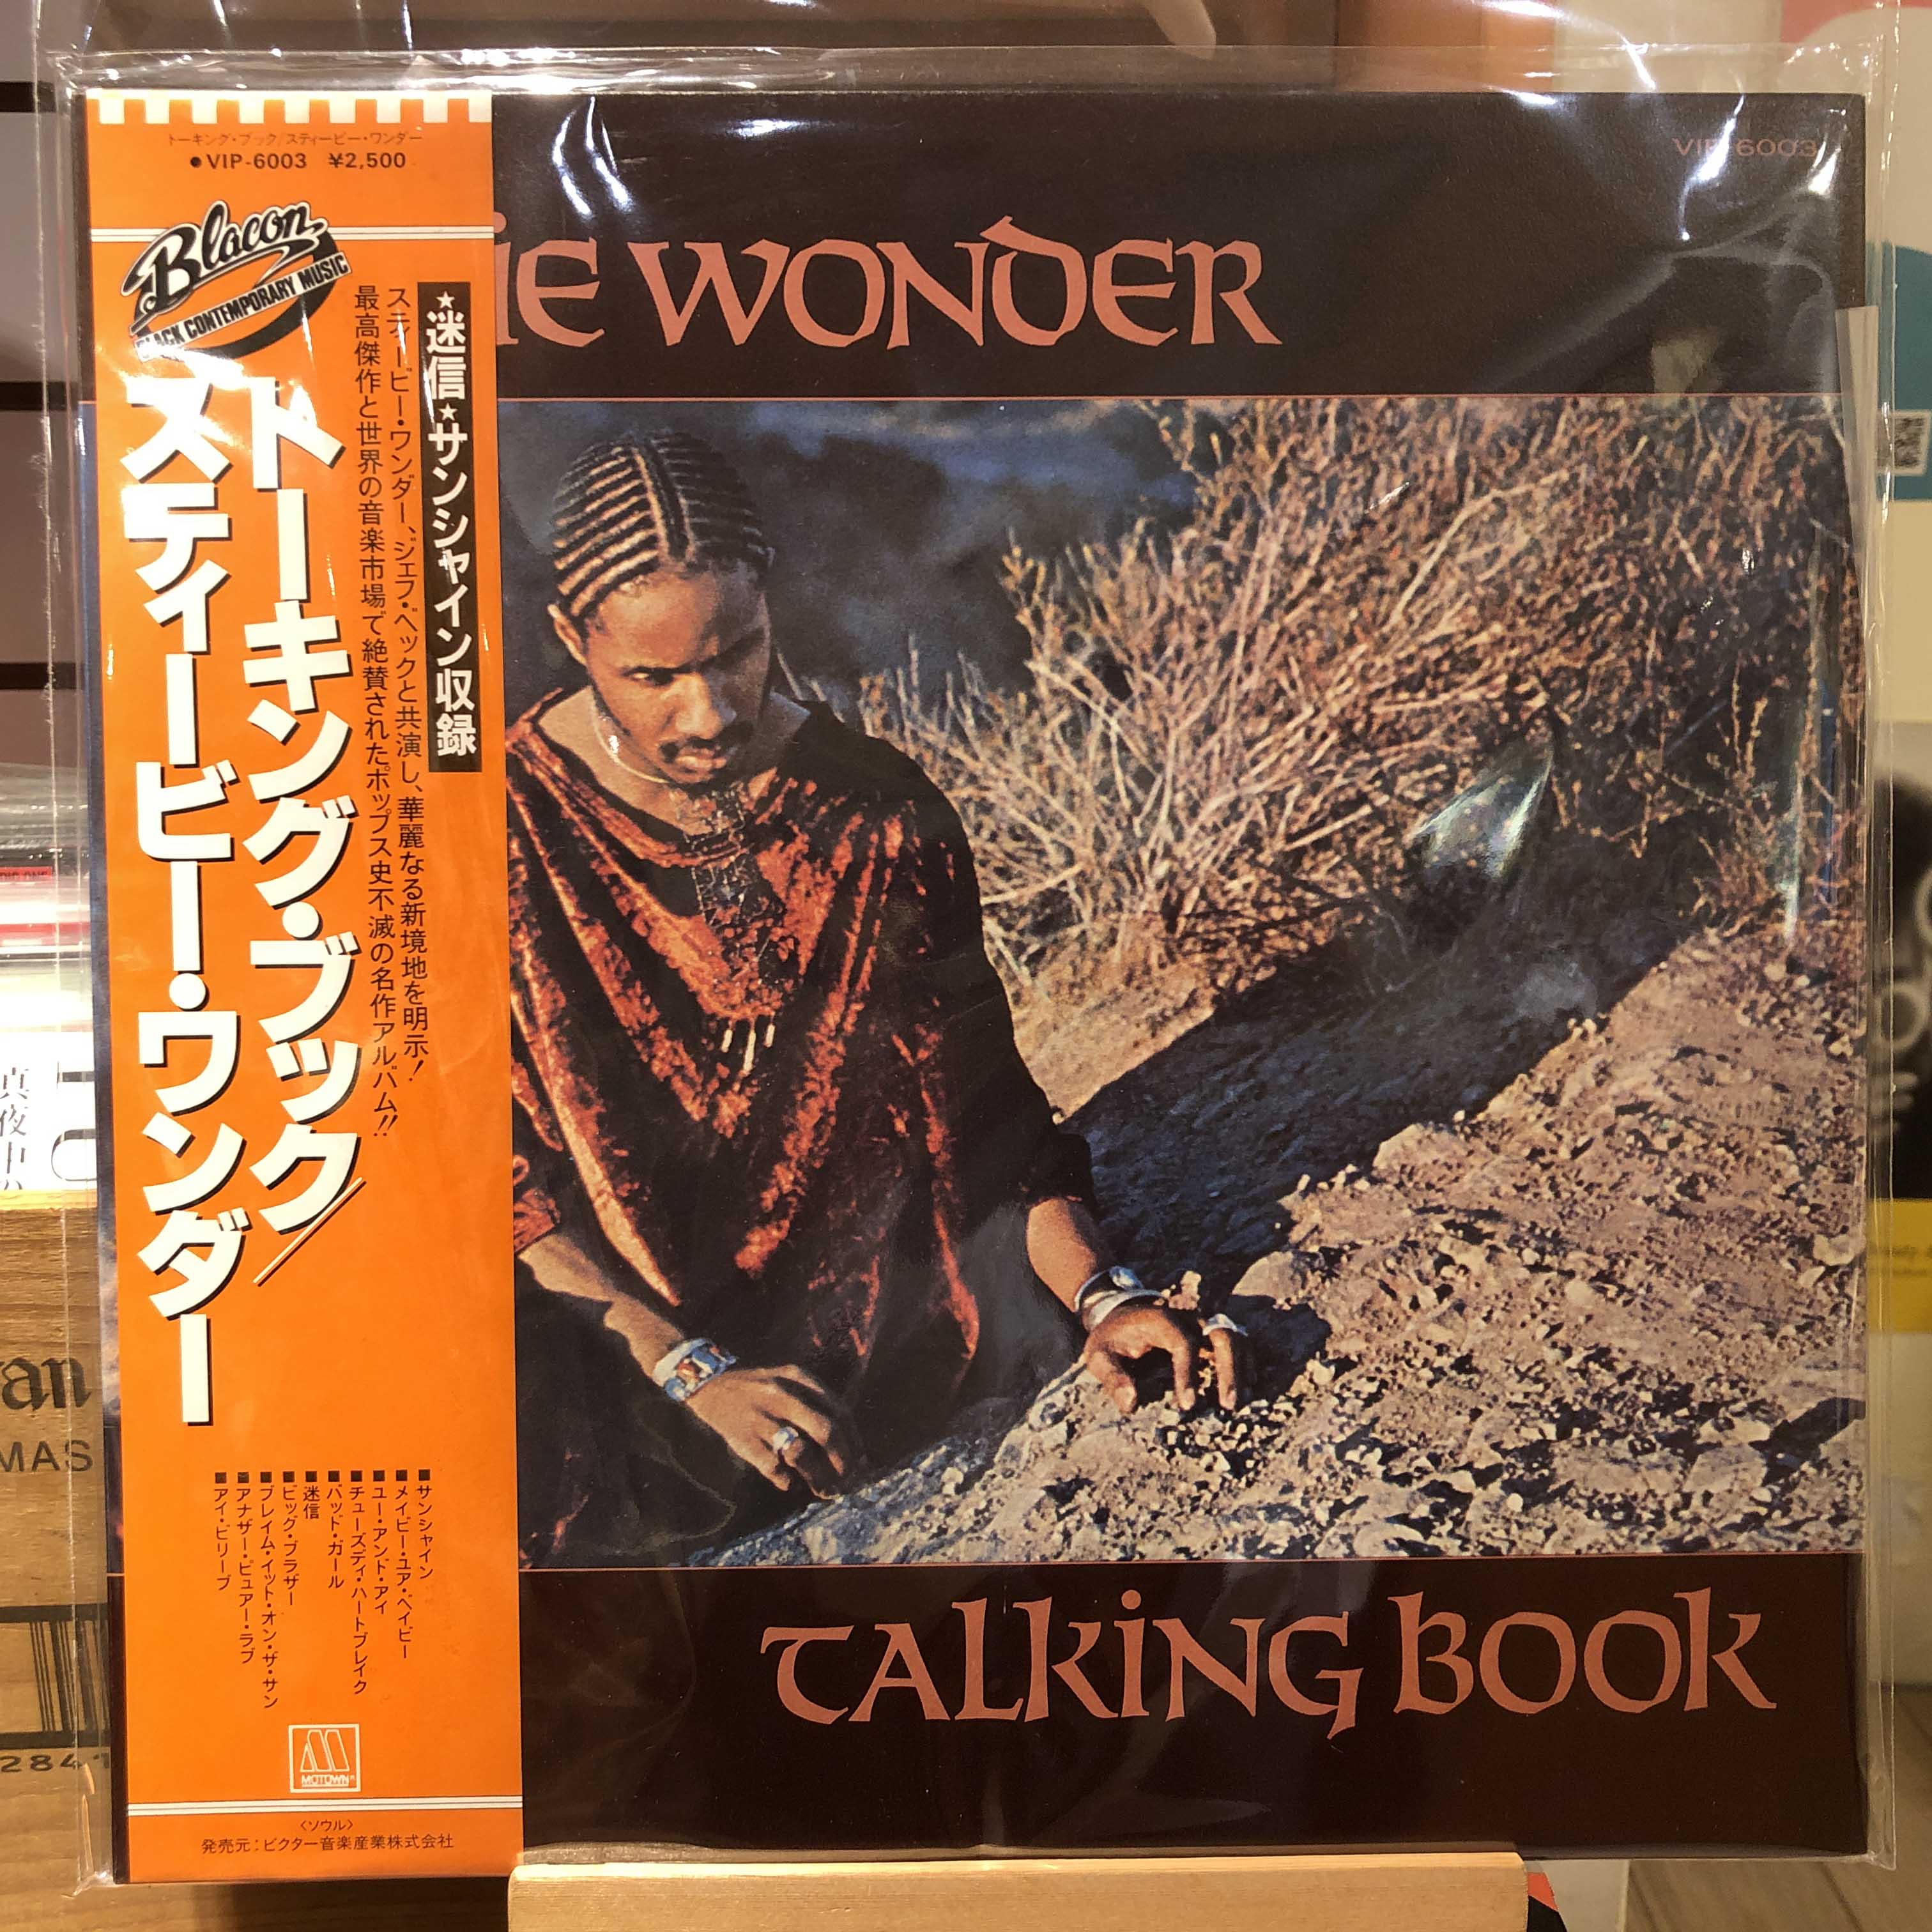 トーキング・ブック/スティービー・ワンダー
●VIP-6003 ¥2,500
Blacon
BLACK CONTEMPORARY MUSIC
★迷信★サンシャイン収録
スティービー・ワンダー、ジェフ・ベックと共演し、華麗なる新境地を明示!
最高傑作と世界の音楽市場で絶賛されたポップス史不滅の名作アルバム!!
トーキング・ブック/
スティービー・ワンダー
■サンシャイン
■メイビー・ユア・ベイビー
■ユー・アンド・アイ
■チューズディ・ハートブレイク
■バッド・ガール
■迷信
■ビッグ・ブラザー
■ブレイム・イット・オン・ザ・サン
■アナザー・ピュアー・ラブ
■アイ・ビリーブ
MOTOWN
〈ソウル〉
発売元:ビクター音楽産業株式会社
VIP-6003
IE WONDER
TALKING BOOK
真夜中
an
MAS
2841